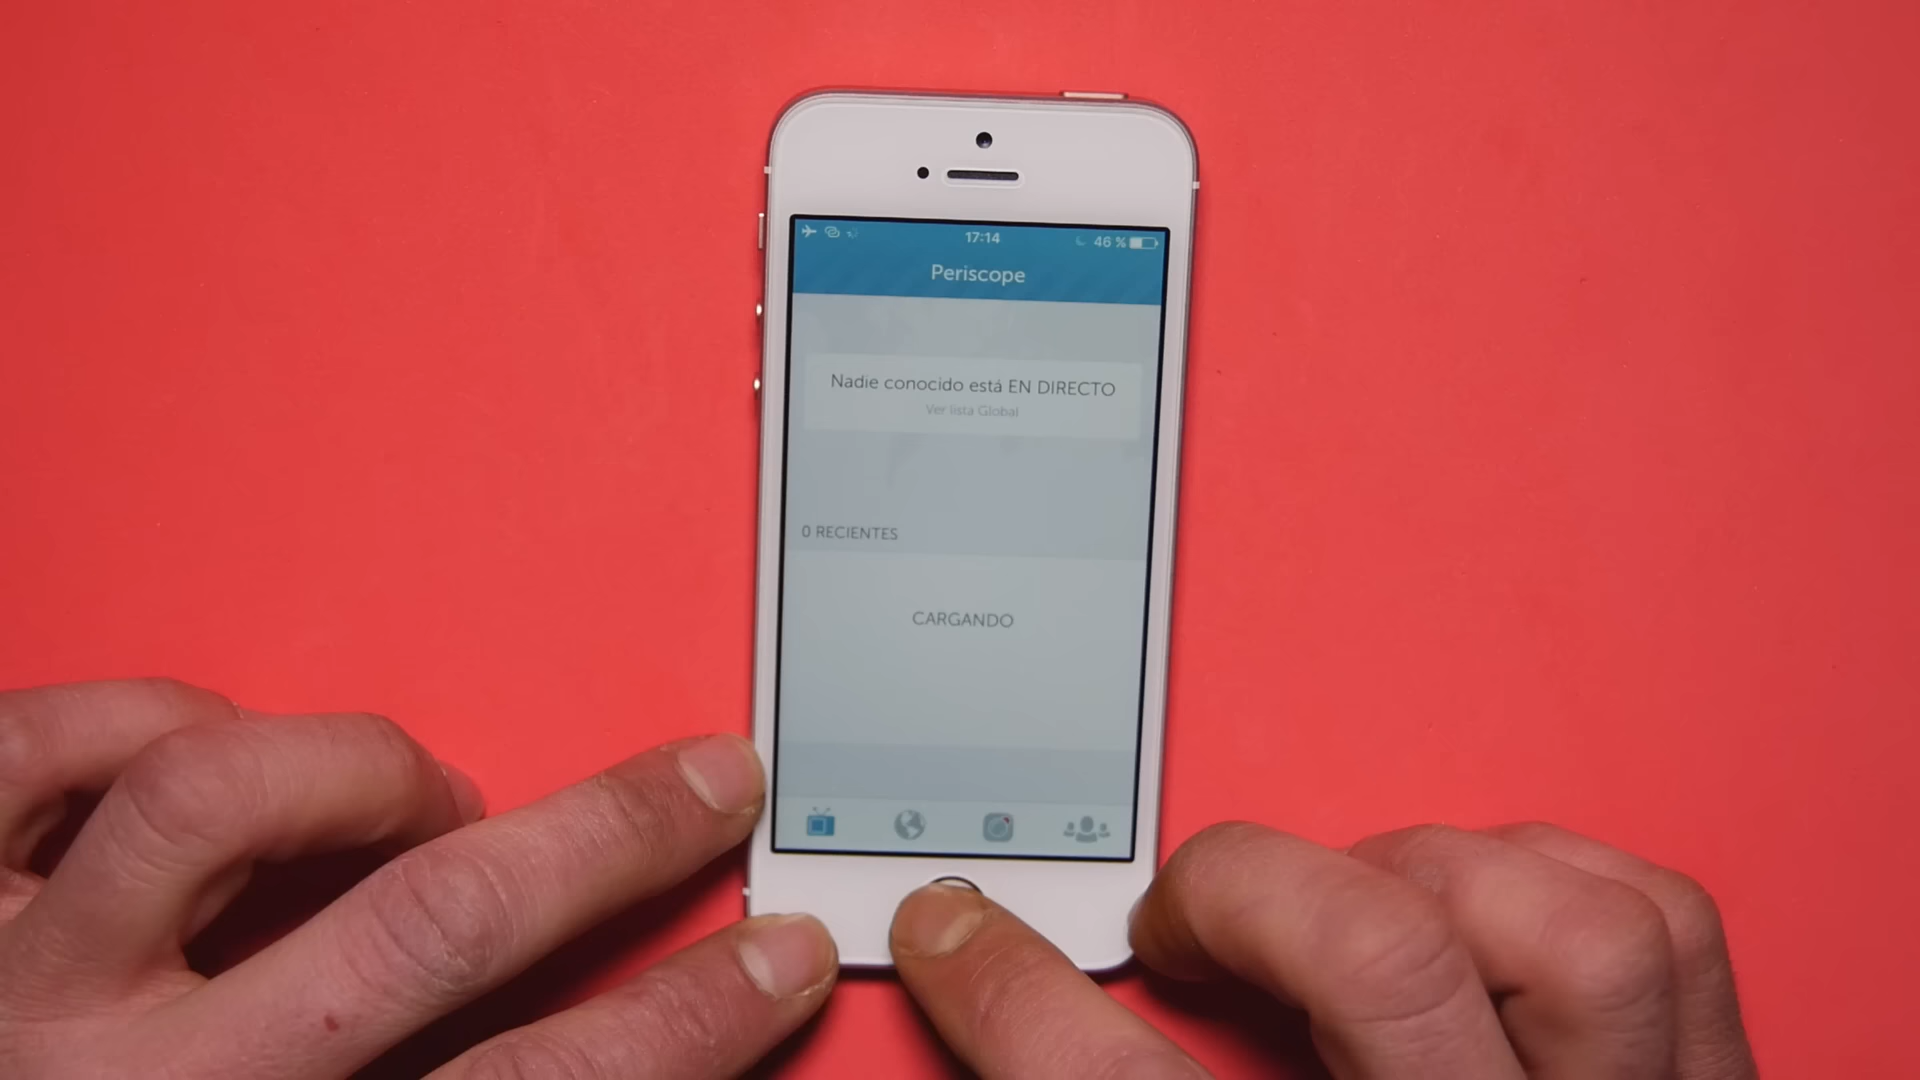 17:14
46 %
Periscope
Nadie conocido está EN DIRECTO
Ver lista Global
0 RECIENTES
CARGANDO